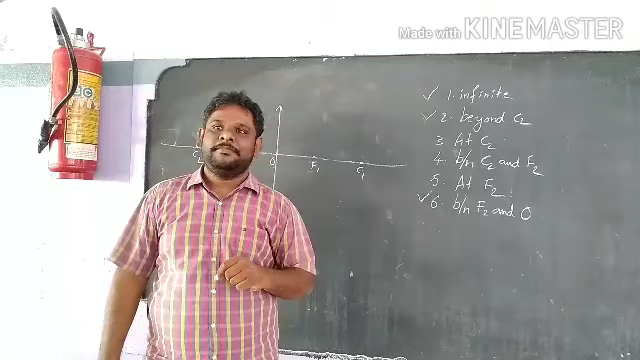 Made with KINEMASTER
✓ 1. infinite
✓ 2. beyond C₂
3 At C₂
4. b/n C₂ and F₂
5. At F₂
✓ 6. b/n F₂ and O
C₂ O F₁ C₁